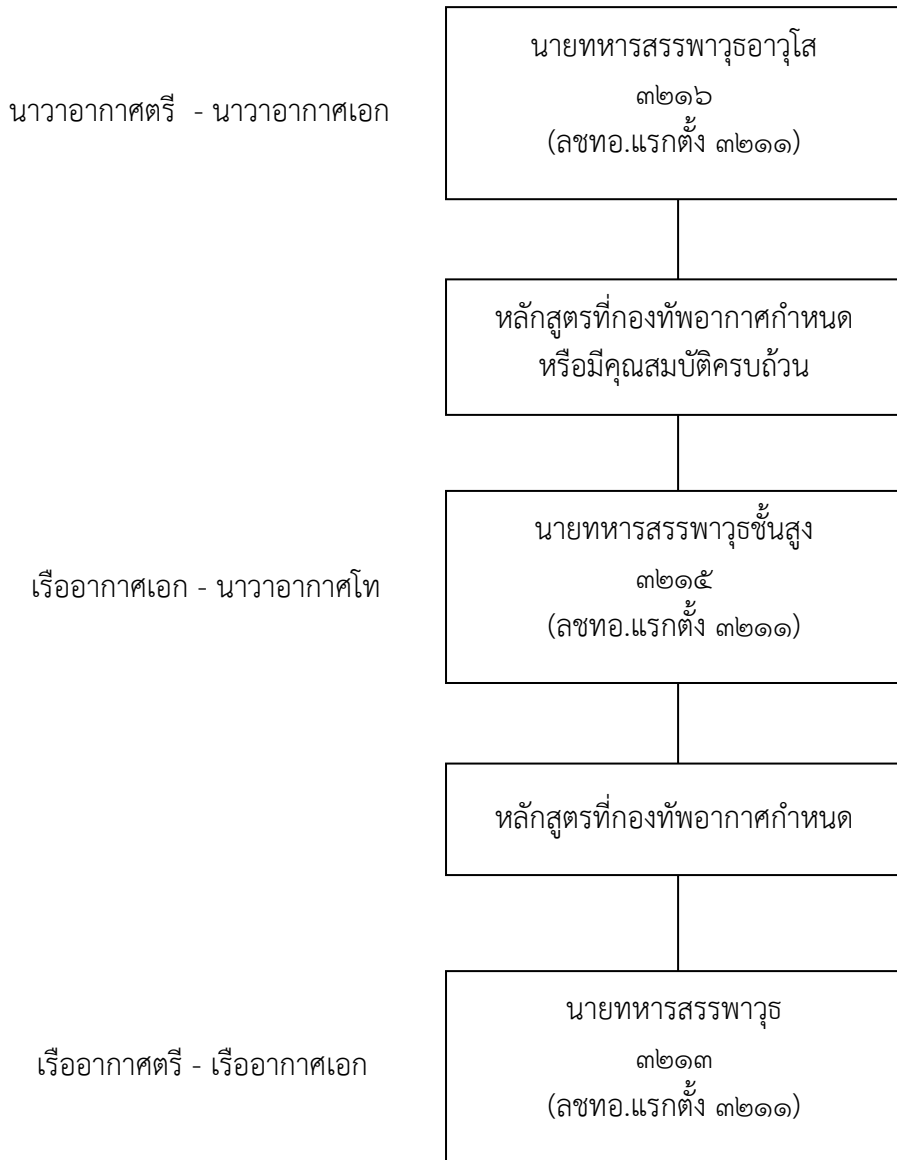 นายทหารสรรพาวุธอาวุโส
นาวาอากาศตรี - นาวาอากาศเอก
๓๒๑๖
(ลชทอ.แรกตั้ง ๓๒๑๑)
หลักสูตรที่กองทัพอากาศกำหนด
หรือมีคุณสมบัติครบถ้วน
นายทหารสรรพาวุธชั้นสูง
เรืออากาศเอก - นาวาอากาศโท
๓๒๑๕
(ลชทอ.แรกตั้ง ๓๒๑๑)
หลักสูตรที่กองทัพอากาศกำหนด
นายทหารสรรพาวุธ
เรืออากาศตรี - เรืออากาศเอก
๓๒๑๓
(ลชทอ.แรกตั้ง ๓๒๑๑)